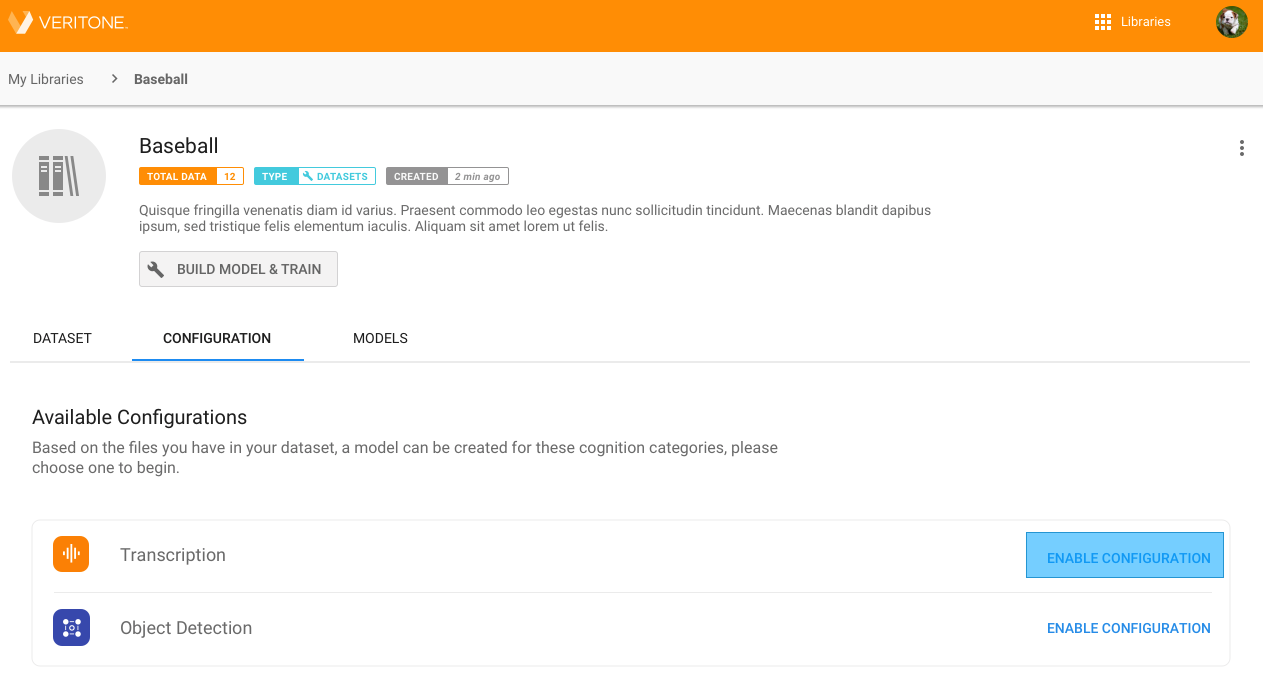 VERITONE
Libraries
My Libraries > Baseball
Baseball
TOTAL DATA 12 TYPE DATASETS CREATED 2 min ago
Quisque fringilla venenatis diam id varius. Praesent commodo leo egestas nunc sollicitudin tincidunt. Maecenas blandit dapibus
ipsum, sed tristique felis elementum iaculis. Aliquam sit amet lorem ut felis.
BUILD MODEL & TRAIN
DATASET CONFIGURATION MODELS
Available Configurations
Based on the files you have in your dataset, a model can be created for these cognition categories, please
choose one to begin.
Transcription ENABLE CONFIGURATION
Object Detection ENABLE CONFIGURATION